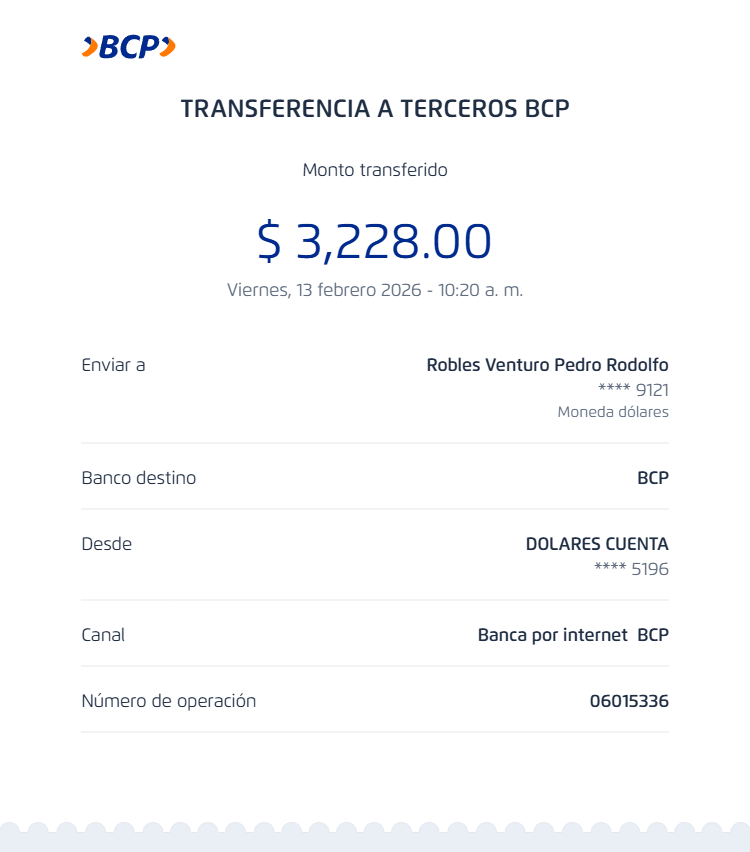 BCP
TRANSFERENCIA A TERCEROS BCP
Monto transferido
$ 3,228.00
Viernes, 13 febrero 2026 - 10:20 a. m.
Enviar a
Robles Venturo Pedro Rodolfo
**** 9121
Moneda dólares
Banco destino
BCP
Desde
DOLARES CUENTA
**** 5196
Canal
Banca por internet BCP
Número de operación
06015336